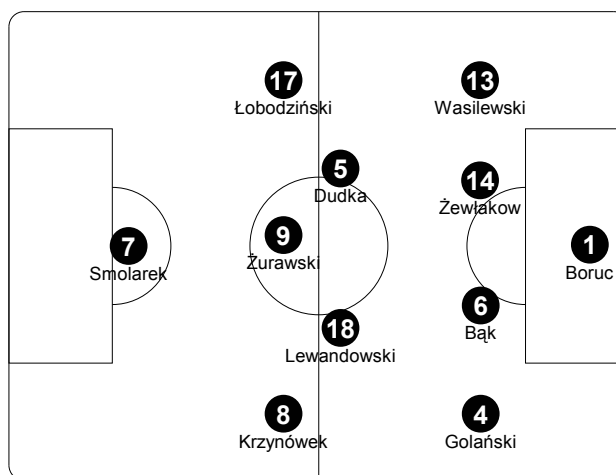 17
Łobodziński
13
Wasilewski
5
Dudka
14
Żewłakow
7
Smolarek
9
Żurawski
1
Boruc
18
Lewandowski
6
Bąk
8
Krzynówek
4
Golański